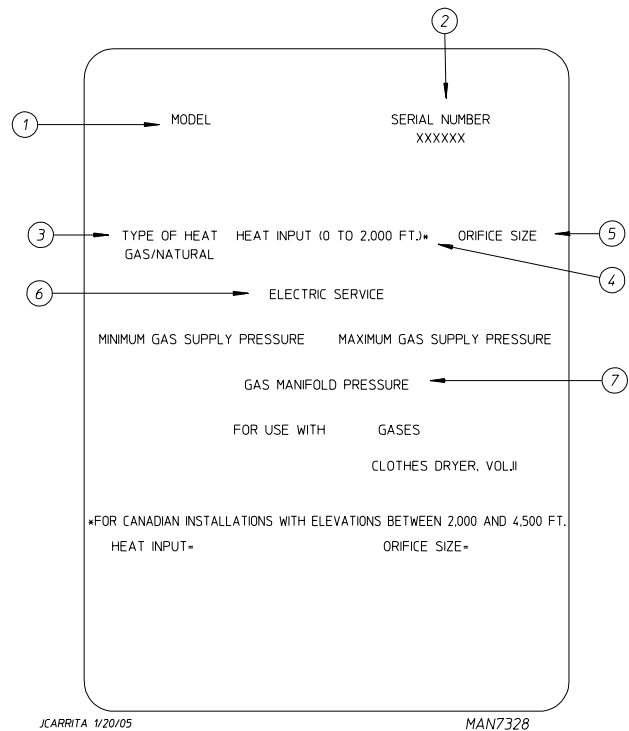 2
1
MODEL
SERIAL NUMBER
XXXXXX
3
TYPE OF HEAT
HEAT INPUT (0 TO 2,000 FT.)*
ORIFICE SIZE
5
GAS/NATURAL
4
6
ELECTRIC SERVICE
MINIMUM GAS SUPPLY PRESSURE
MAXIMUM GAS SUPPLY PRESSURE
GAS MANIFOLD PRESSURE
7
FOR USE WITH GASES
CLOTHES DRYER, VOL.II
*FOR CANADIAN INSTALLATIONS WITH ELEVATIONS BETWEEN 2,000 AND 4,500 FT.
HEAT INPUT=
ORIFICE SIZE=
JCARRITA 1/20/05
MAN7328